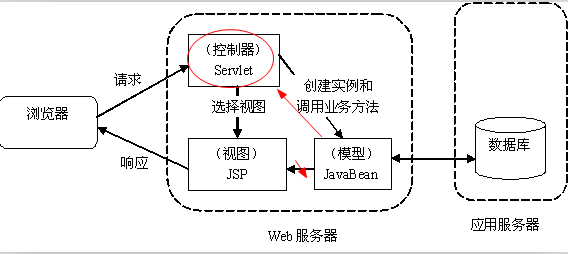 （控制器）
Servlet
请求
创建实例和
调用业务方法
选择视图
浏览器
数据库
（视图）
JSP
（模型）
JavaBean
响应
Web 服务器
应用服务器